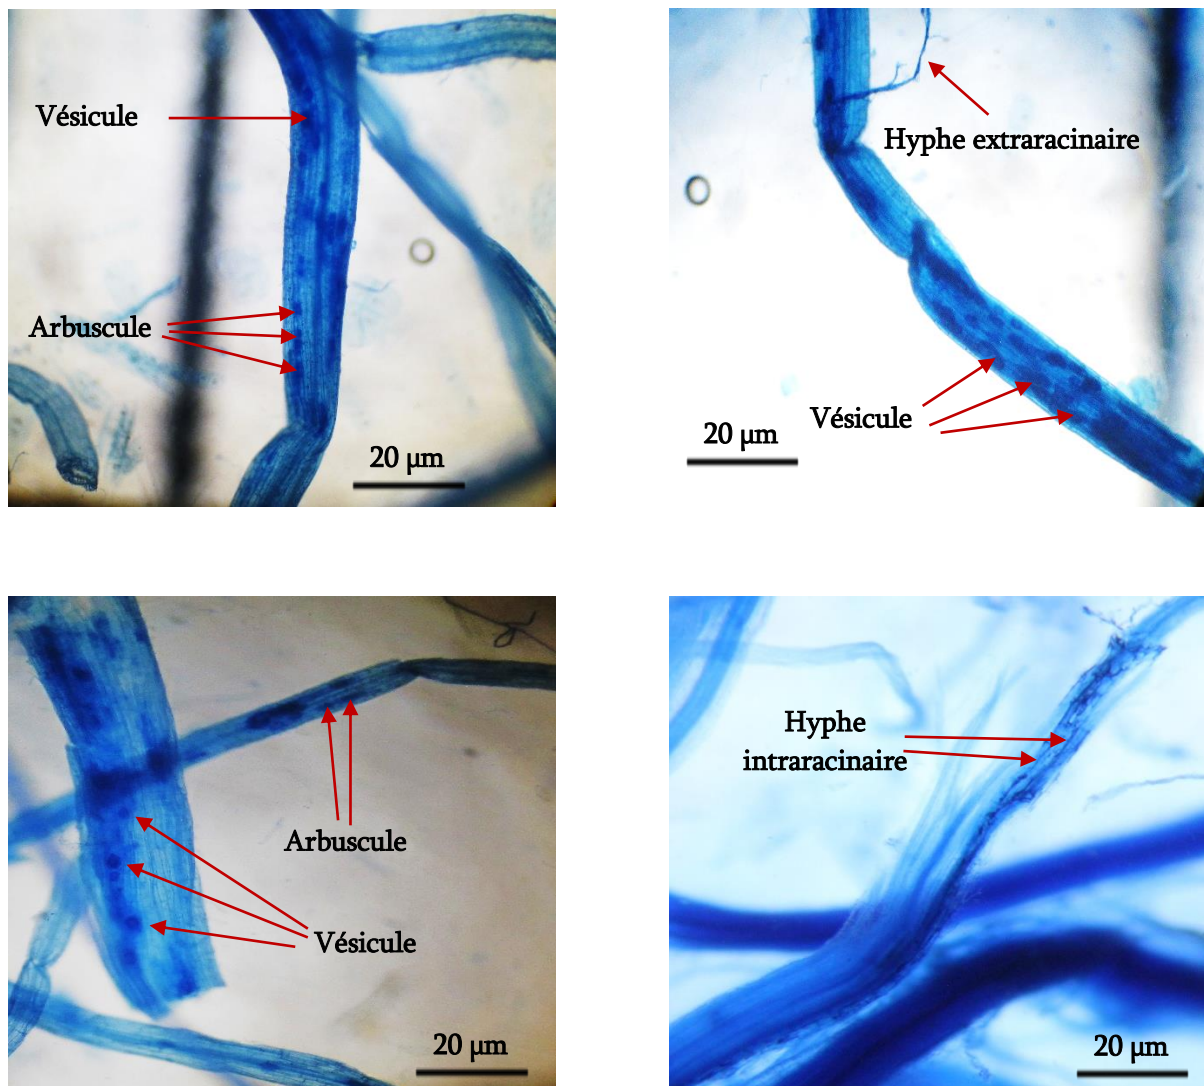 Vésicule
Arbuscule
20 µm
Hyphe extraracinaire
Vésicule
20 µm
Arbuscule
Vésicule
20 µm
Hyphe
intraracinaire
20 µm